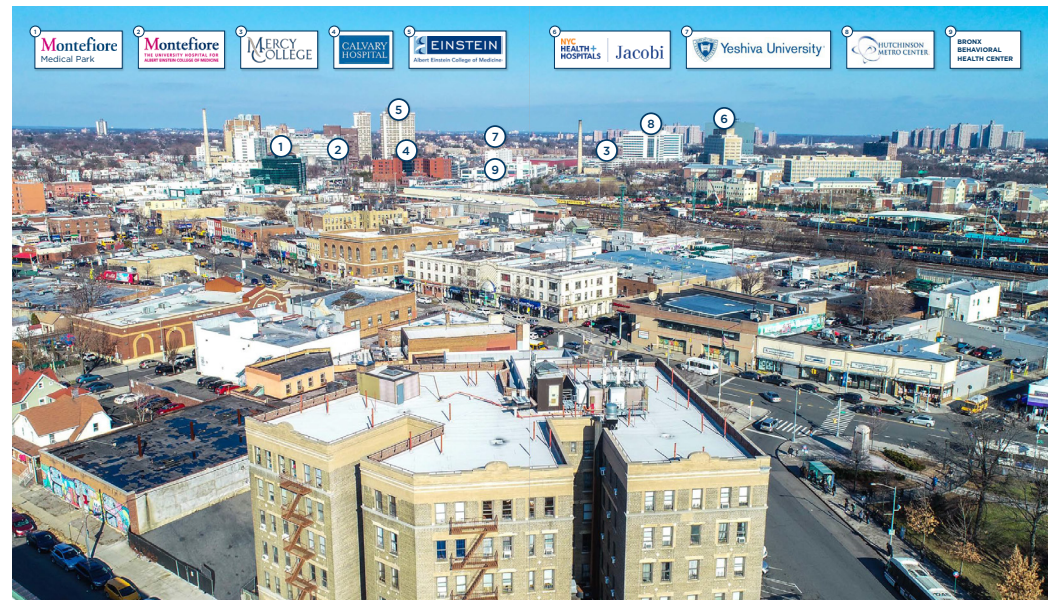 1
Montefiore
Medical Park
2
Montefiore
THE UNIVERSITY HOSPITAL FOR
ALBERT EINSTEIN COLLEGE OF MEDICINE
3
MERCY
COLLEGE
4
CALVARY
HOSPITAL
5
EINSTEIN
Albert Einstein College of Medicine
6
NYC
HEALTH+
HOSPITALS
Jacobi
7
Yeshiva University
8
HUTCHINSON
METRO CENTER
9
BRONX
BEHAVIORAL
HEALTH CENTER
5
6
8
1
2
4
7
3
9